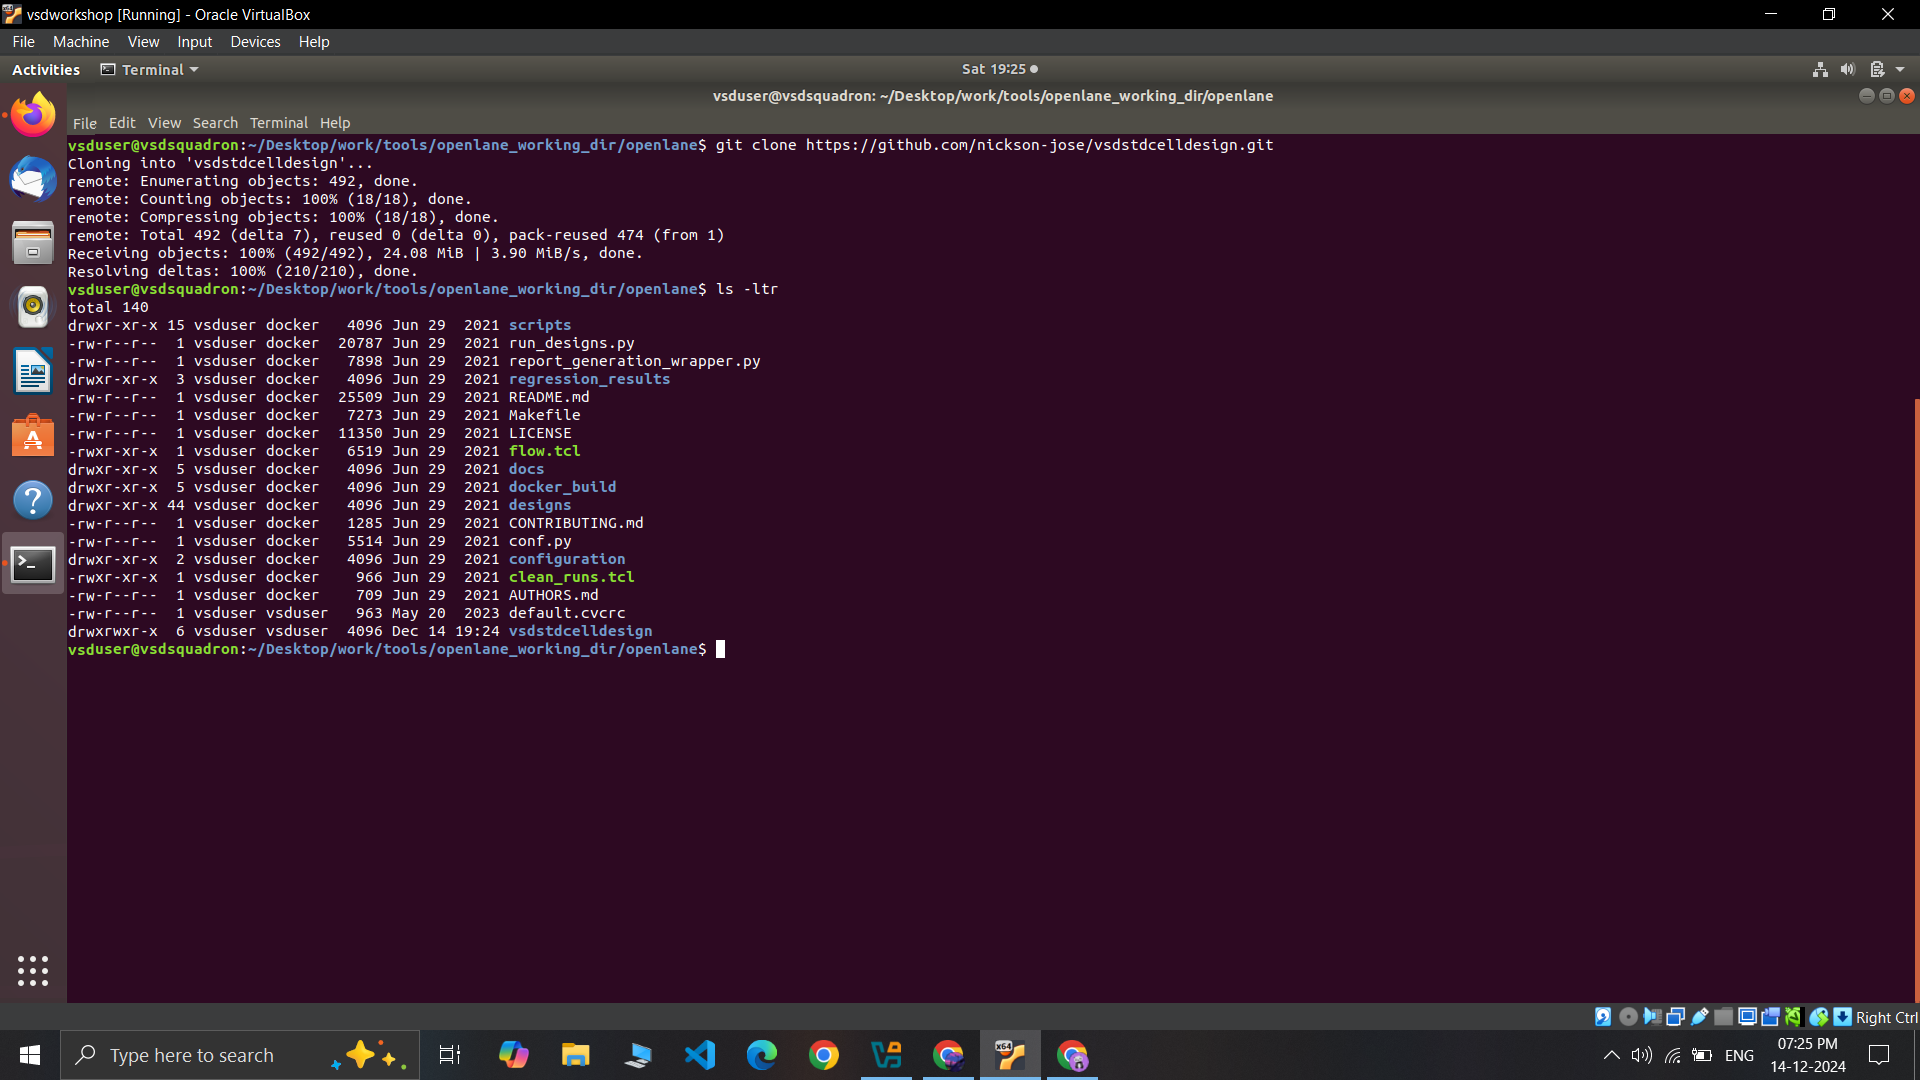 vsdworkshop [Running] - Oracle VirtualBox
File Machine View Input Devices Help
Activities Terminal Sat 19:25
vsduser@vsdsquadron: ~/Desktop/work/tools/openlane_working_dir/openlane
File Edit View Search Terminal Help
vsduser@vsdsquadron:~/Desktop/work/tools/openlane_working_dir/openlane$ git clone https://github.com/nickson-jose/vsdstdcelldesign.git
Cloning into 'vsdstdcelldesign'...
remote: Enumerating objects: 492, done.
remote: Counting objects: 100% (18/18), done.
remote: Compressing objects: 100% (18/18), done.
remote: Total 492 (delta 7), reused 0 (delta 0), pack-reused 474 (from 1)
Receiving objects: 100% (492/492), 24.08 MiB | 3.90 MiB/s, done.
Resolving deltas: 100% (210/210), done.
vsduser@vsdsquadron:~/Desktop/work/tools/openlane_working_dir/openlane$ ls -ltr
total 140
drwxr-xr-x 15 vsduser docker   4096 Jun 29  2021 scripts
-rw-r--r--  1 vsduser docker  20787 Jun 29  2021 run_designs.py
-rw-r--r--  1 vsduser docker   7898 Jun 29  2021 report_generation_wrapper.py
drwxr-xr-x  3 vsduser docker   4096 Jun 29  2021 regression_results
-rw-r--r--  1 vsduser docker  25509 Jun 29  2021 README.md
-rw-r--r--  1 vsduser docker   7273 Jun 29  2021 Makefile
-rw-r--r--  1 vsduser docker  11350 Jun 29  2021 LICENSE
-rwxr-xr-x  1 vsduser docker   6519 Jun 29  2021 flow.tcl
drwxr-xr-x  5 vsduser docker   4096 Jun 29  2021 docs
drwxr-xr-x  5 vsduser docker   4096 Jun 29  2021 docker_build
drwxr-xr-x 44 vsduser docker   4096 Jun 29  2021 designs
-rw-r--r--  1 vsduser docker   1285 Jun 29  2021 CONTRIBUTING.md
-rw-r--r--  1 vsduser docker   5514 Jun 29  2021 conf.py
drwxr-xr-x  2 vsduser docker   4096 Jun 29  2021 configuration
-rwxr-xr-x  1 vsduser docker    966 Jun 29  2021 clean_runs.tcl
-rw-r--r--  1 vsduser docker    709 Jun 29  2021 AUTHORS.md
-rw-r--r--  1 vsduser vsduser   963 May 20  2023 default.cvcrc
drwxrwxr-x  6 vsduser vsduser  4096 Dec 14 19:24 vsdstdcelldesign
vsduser@vsdsquadron:~/Desktop/work/tools/openlane_working_dir/openlane$
Right Ctrl
Type here to search
ENG
07:25 PM
14-12-2024